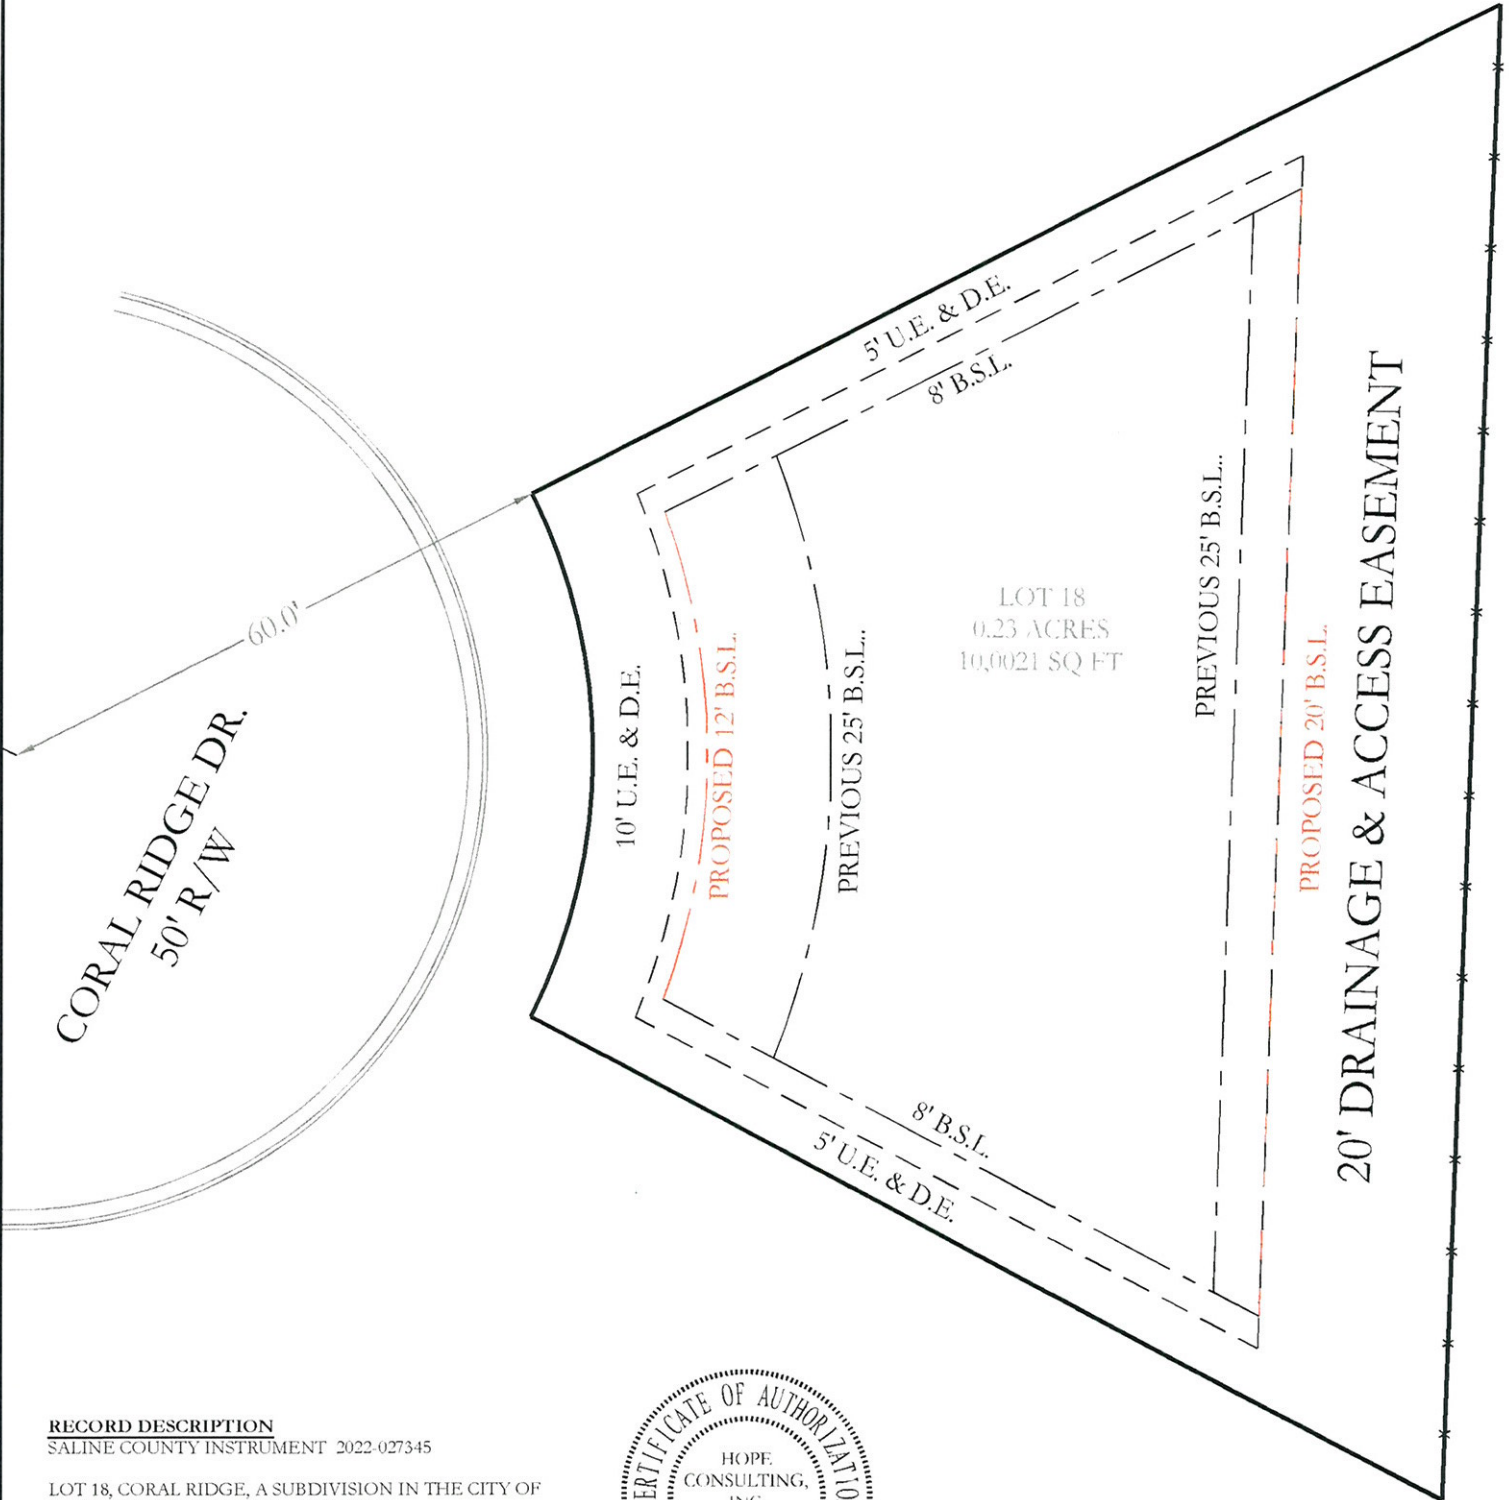 60.0'
CORAL RIDGE DR.
50' R/W
5' U.E. & D.E.
8' B.S.L.
10' U.E. & D.E.
PROPOSED 12' B.S.L.
PREVIOUS 25' B.S.L..
LOT 18
0.23 ACRES
10,0021 SQ FT
PREVIOUS 25' B.S.L..
PROPOSED 20' B.S.L.
20' DRAINAGE & ACCESS EASEMENT
8' B.S.L.
5' U.E. & D.E.
RECORD DESCRIPTION
SALINE COUNTY INSTRUMENT 2022-027345
LOT 18, CORAL RIDGE, A SUBDIVISION IN THE CITY OF
ERTIFICATE OF AUTHORIZATIO
HOPE
CONSULTING,